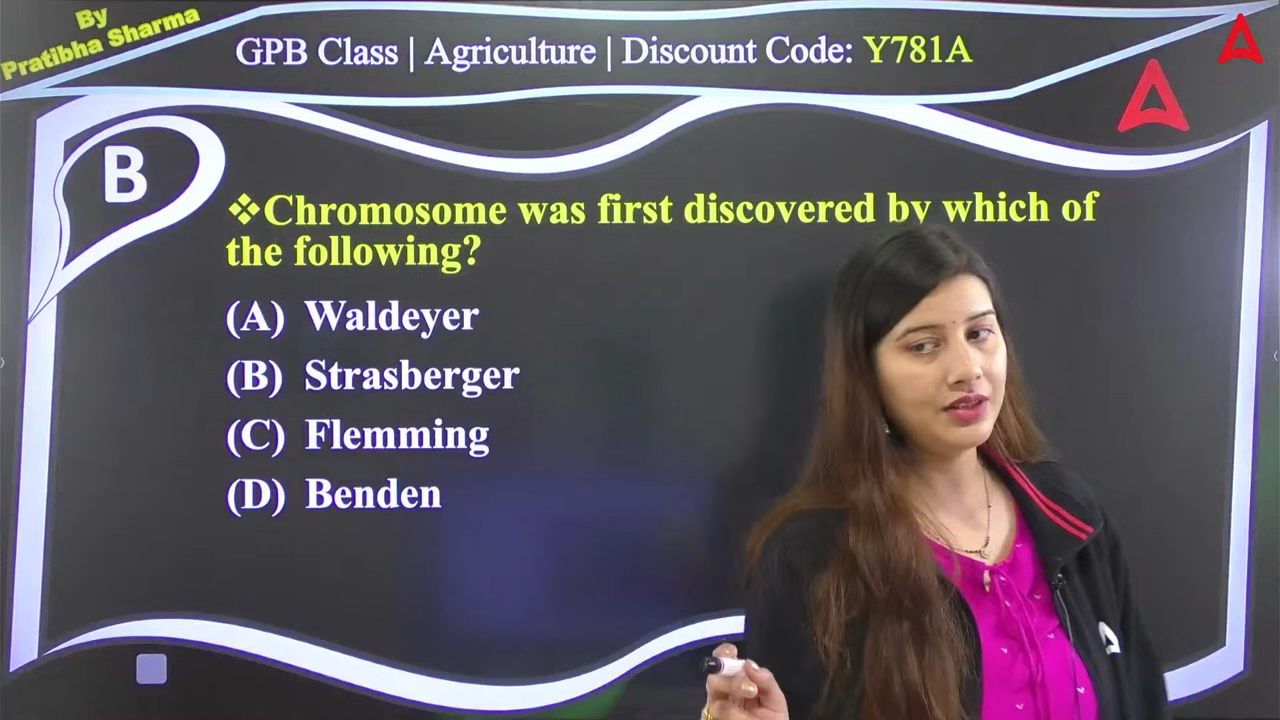 By
Pratibha Sharma
GPB Class | Agriculture | Discount Code: Y781A
B
❖Chromosome was first discovered by which of
the following?
(A) Waldeyer
(B) Strasberger
(C) Flemming
(D) Benden